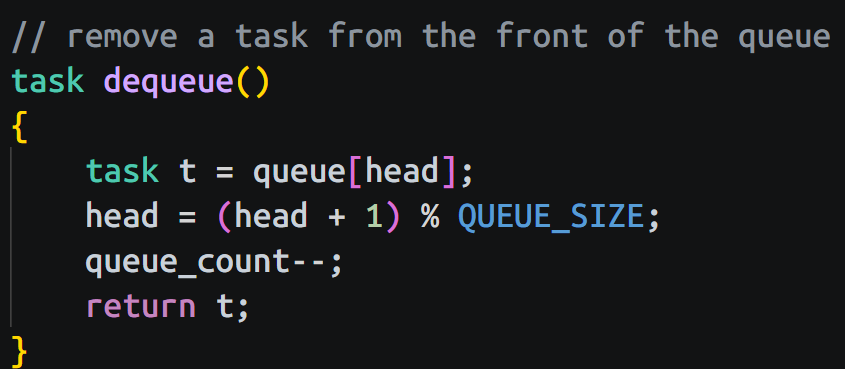 // remove a task from the front of the queue
task dequeue()
{
    task t = queue[head];
    head = (head + 1) % QUEUE_SIZE;
    queue_count--;
    return t;
}